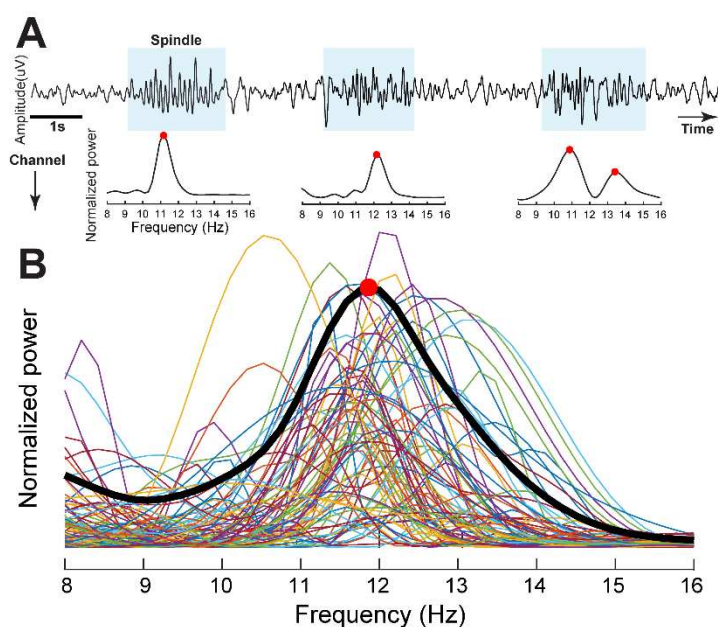 A
Spindle
Amplitude(uV)
1s
Time
Channel
Normalized power
8 9 10 11 12 13 14 15 16
8 9 10 11 12 13 14 15 16
8 9 10 11 12 13 14 15 16
Frequency (Hz)
B
Normalized power
8 9 10 11 12 13 14 15 16
Frequency (Hz)